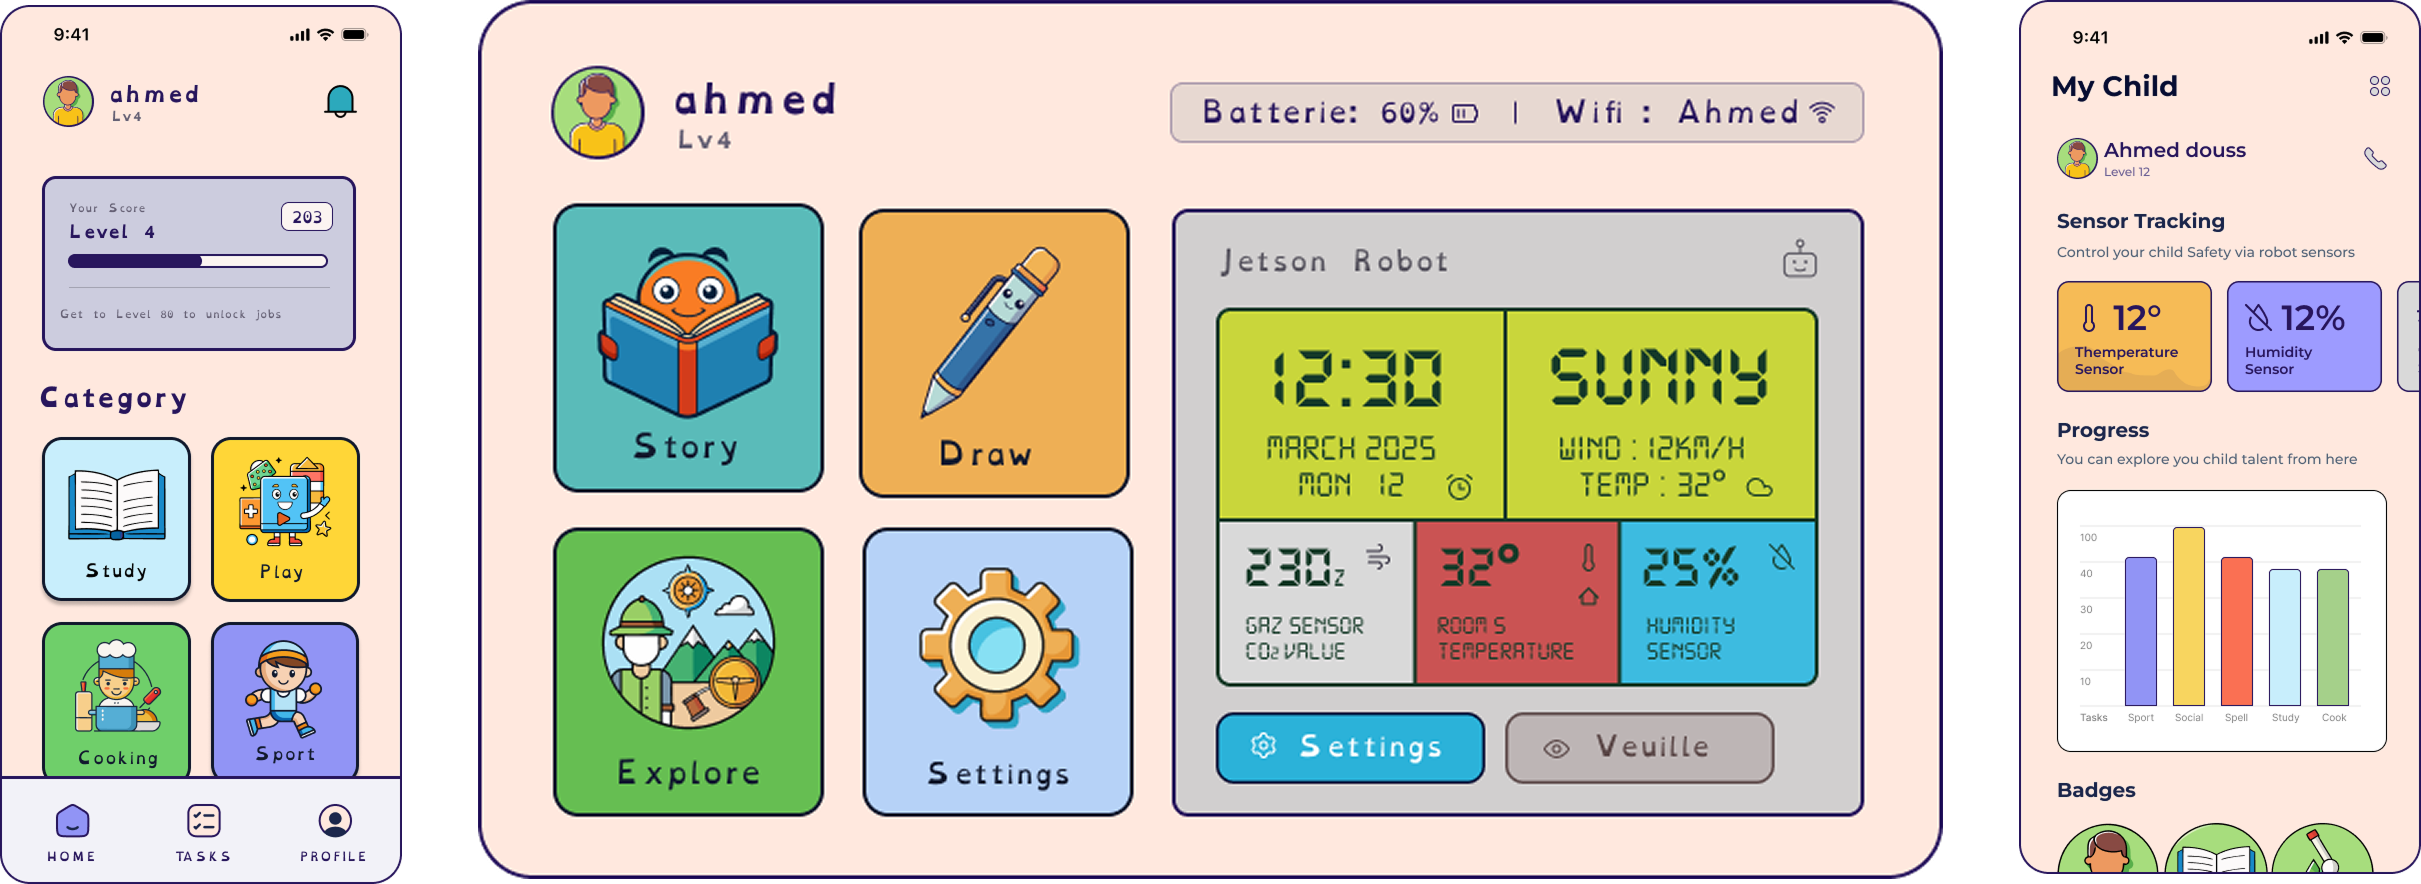 9:41
ahmed
Lv4
Your Score
203
Level 4
Get to Level 80 to unlock jobs
Category
Study
Play
Cooking
Sport
HOME
TASKS
PROFILE
ahmed
Lv4
Batterie: 60% | Wifi : Ahmed
Story
Draw
Explore
Settings
Jetson Robot
12:30
MARCH 2025
MON 12
SUNNY
WIND : 12KM/H
TEMP : 32°
230z
GAZ SENSOR
CO2 VALUE
32°
ROOM S
TEMPERATURE
25%
HUMIDITY
SENSOR
Settings
Veuille
9:41
My Child
Ahmed douss
Level 12
Sensor Tracking
Control your child Safety via robot sensors
12°
Themperature
Sensor
12%
Humidity
Sensor
Progress
You can explore you child talent from here
100
40
30
20
10
Tasks Sport Social Spell Study Cook
Badges